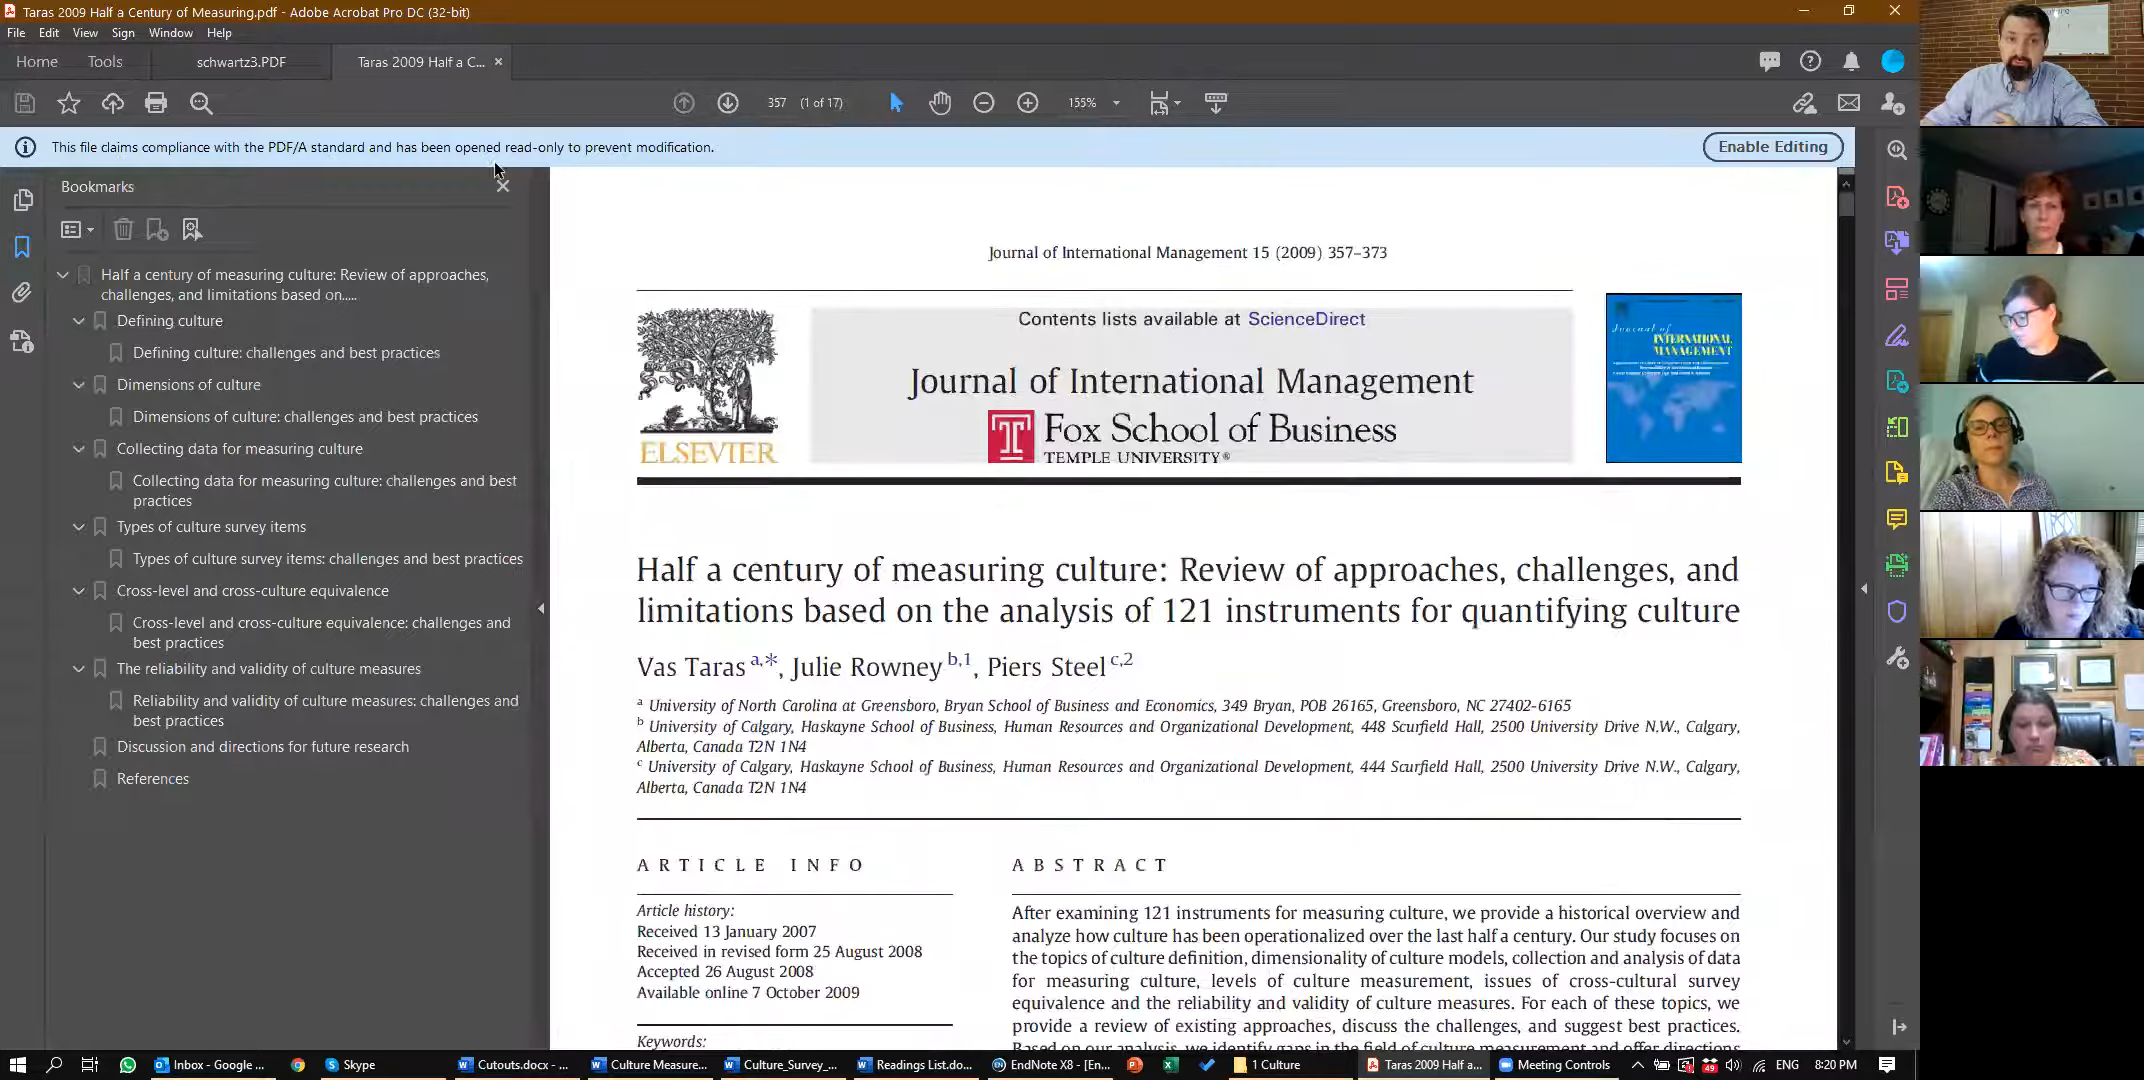 Taras 2009 Half a Century of Measuring.pdf - Adobe Acrobat Pro DC (32-bit)
File Edit View Sign Window Help
Home Tools schwartz3.PDF Taras 2009 Half a C... ×
357 (1 of 17) 155%
This file claims compliance with the PDF/A standard and has been opened read-only to prevent modification.
Enable Editing
Bookmarks
Half a century of measuring culture: Review of approaches,
challenges, and limitations based on.....
Defining culture
Defining culture: challenges and best practices
Dimensions of culture
Dimensions of culture: challenges and best practices
Collecting data for measuring culture
Collecting data for measuring culture: challenges and best
practices
Types of culture survey items
Types of culture survey items: challenges and best practices
Cross-level and cross-culture equivalence
Cross-level and cross-culture equivalence: challenges and
best practices
The reliability and validity of culture measures
Reliability and validity of culture measures: challenges and
best practices
Discussion and directions for future research
References
Journal of International Management 15 (2009) 357–373
ELSEVIER
Contents lists available at ScienceDirect
Journal of International Management
Fox School of Business
TEMPLE UNIVERSITY®
Journal of
INTERNATIONAL
MANAGEMENT
Half a century of measuring culture: Review of approaches, challenges, and
limitations based on the analysis of 121 instruments for quantifying culture
Vas Taras a,*, Julie Rowney b,1, Piers Steel c,2
a University of North Carolina at Greensboro, Bryan School of Business and Economics, 349 Bryan, POB 26165, Greensboro, NC 27402-6165
b University of Calgary, Haskayne School of Business, Human Resources and Organizational Development, 448 Scurfield Hall, 2500 University Drive N.W., Calgary,
Alberta, Canada T2N 1N4
c University of Calgary, Haskayne School of Business, Human Resources and Organizational Development, 444 Scurfield Hall, 2500 University Drive N.W., Calgary,
Alberta, Canada T2N 1N4
ARTICLE INFO
Article history:
Received 13 January 2007
Received in revised form 25 August 2008
Accepted 26 August 2008
Available online 7 October 2009
Keywords:
ABSTRACT
After examining 121 instruments for measuring culture, we provide a historical overview and
analyze how culture has been operationalized over the last half a century. Our study focuses on
the topics of culture definition, dimensionality of culture models, collection and analysis of data
for measuring culture, levels of culture measurement, issues of cross-cultural survey
equivalence and the reliability and validity of culture measures. For each of these topics, we
provide a review of existing approaches, discuss the challenges, and suggest best practices.
Based on our analysis, we identify gaps in the field of culture measurement and offer directions
Inbox - Google ... Skype Cutouts.docx - ... Culture Measure... Culture_Survey_... Readings List.do... EndNote X8 - [En... 1 Culture Taras 2009 Half a... Meeting Controls 49 ENG 8:20 PM